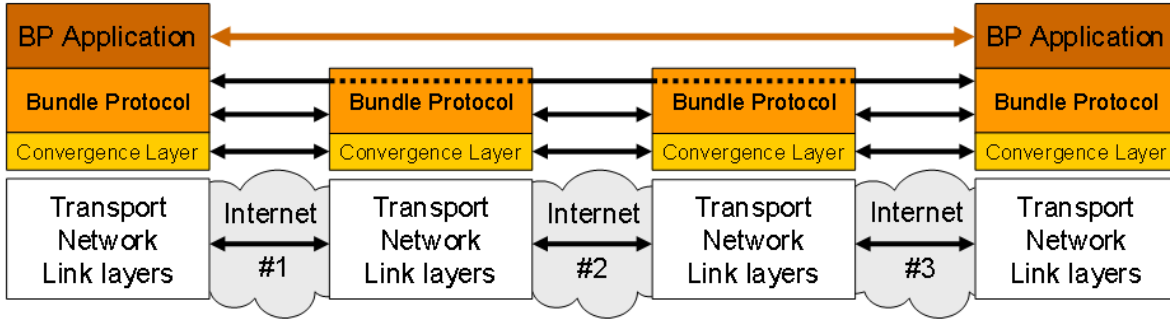 BP Application
BP Application
Bundle Protocol
Bundle Protocol
Bundle Protocol
Bundle Protocol
Convergence Layer
Convergence Layer
Convergence Layer
Convergence Layer
Transport
Network
Link layers
Internet
#1
Transport
Network
Link layers
Internet
#2
Transport
Network
Link layers
Internet
#3
Transport
Network
Link layers